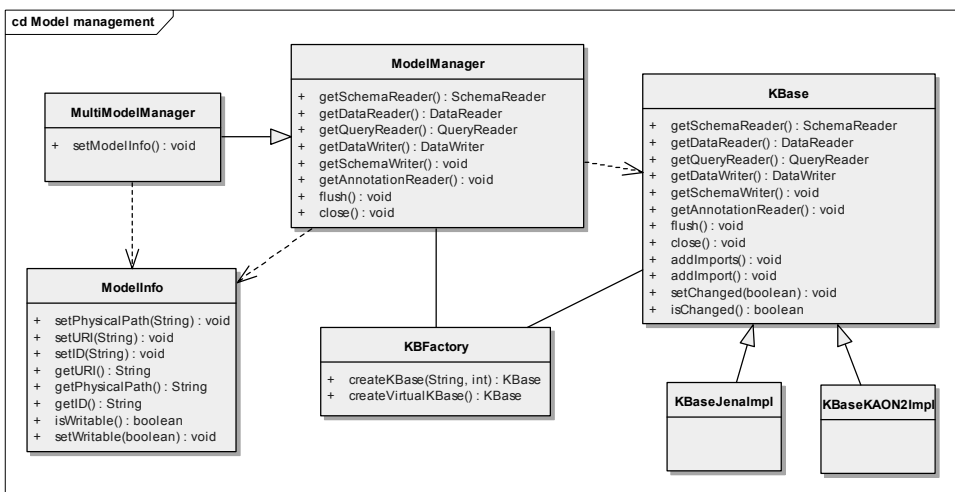 cd Model management
MultiModelManager
+ setModelInfo() : void
ModelManager
+ getSchemaReader() : SchemaReader
+ getDataReader() : DataReader
+ getQueryReader() : QueryReader
+ getDataWriter() : DataWriter
+ getSchemaWriter() : void
+ getAnnotationReader() : void
+ flush() : void
+ close() : void
KBase
+ getSchemaReader() : SchemaReader
+ getDataReader() : DataReader
+ getQueryReader() : QueryReader
+ getDataWriter() : DataWriter
+ getSchemaWriter() : void
+ getAnnotationReader() : void
+ flush() : void
+ close() : void
+ addImports() : void
+ addImport() : void
+ setChanged(boolean) : void
+ isChanged() : boolean
ModelInfo
+ setPhysicalPath(String) : void
+ setURI(String) : void
+ setID(String) : void
+ getURI() : String
+ getPhysicalPath() : String
+ getID() : String
+ isWritable() : boolean
+ setWritable(boolean) : void
KBFactory
+ createKBase(String, int) : KBase
+ createVirtualKBase() : KBase
KBaseJenaImpl
KBaseKAON2Impl